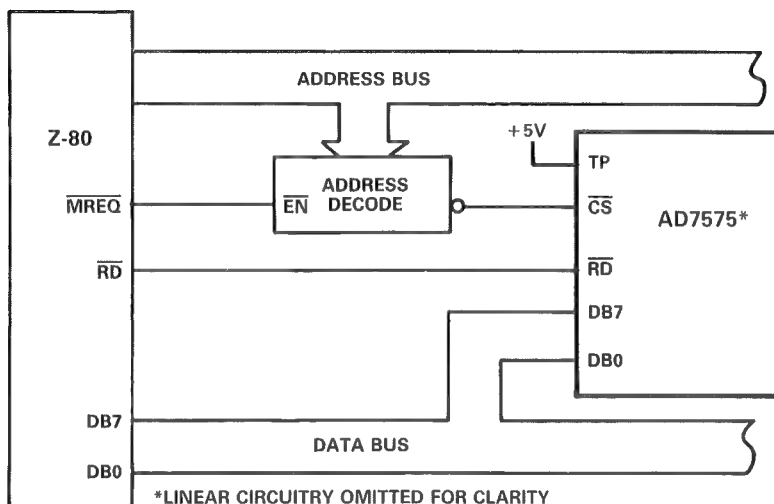 ADDRESS BUS
Z-80
+5V
TP
MREQ
EN
ADDRESS
DECODE
CS
AD7575*
RD
RD
DB7
DB0
DB7
DATA BUS
DB0
*LINEAR CIRCUITRY OMITTED FOR CLARITY